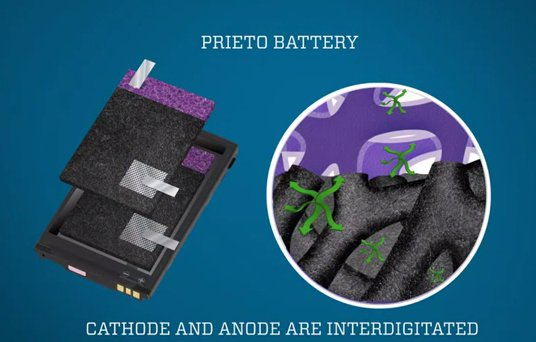 PRIETO BATTERY
CATHODE AND ANODE ARE INTERDIGITATED